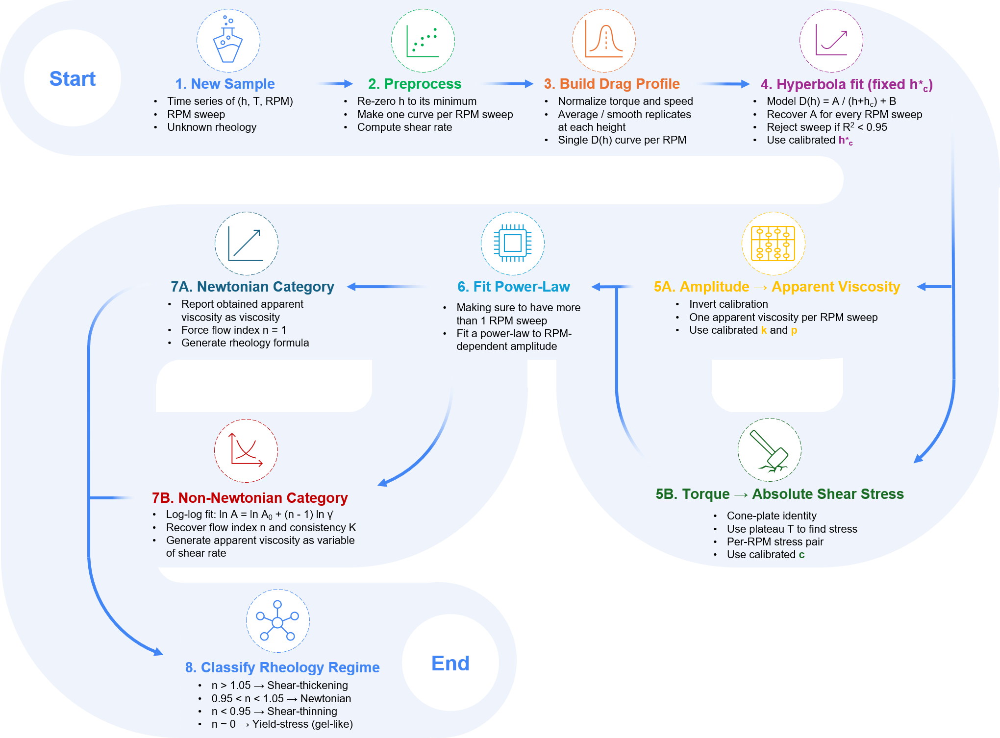 Start
1. New Sample
• Time series of (h, T, RPM)
• RPM sweep
• Unknown rheology
2. Preprocess
• Re-zero h to its minimum
• Make one curve per RPM sweep
• Compute shear rate
3. Build Drag Profile
• Normalize torque and speed
• Average / smooth replicates
at each height
• Single D(h) curve per RPM
4. Hyperbola fit (fixed h*c)
• Model D(h) = A / (h+hc) + B
• Recover A for every RPM sweep
• Reject sweep if R² < 0.95
• Use calibrated h*c
5A. Amplitude → Apparent Viscosity
• Invert calibration
• One apparent viscosity per RPM sweep
• Use calibrated k and p
5B. Torque → Absolute Shear Stress
• Cone-plate identity
• Use plateau T to find stress
• Per-RPM stress pair
• Use calibrated c
6. Fit Power-Law
• Making sure to have more
than 1 RPM sweep
• Fit a power-law to RPM-
dependent amplitude
7A. Newtonian Category
• Report obtained apparent
viscosity as viscosity
• Force flow index n = 1
• Generate rheology formula
7B. Non-Newtonian Category
• Log-log fit: ln A = ln A₀ + (n - 1) ln γ̇
• Recover flow index n and consistency K
• Generate apparent viscosity as variable
of shear rate
8. Classify Rheology Regime
• n > 1.05 → Shear-thickening
• 0.95 < n < 1.05 → Newtonian
• n < 0.95 → Shear-thinning
• n ~ 0 → Yield-stress (gel-like)
End